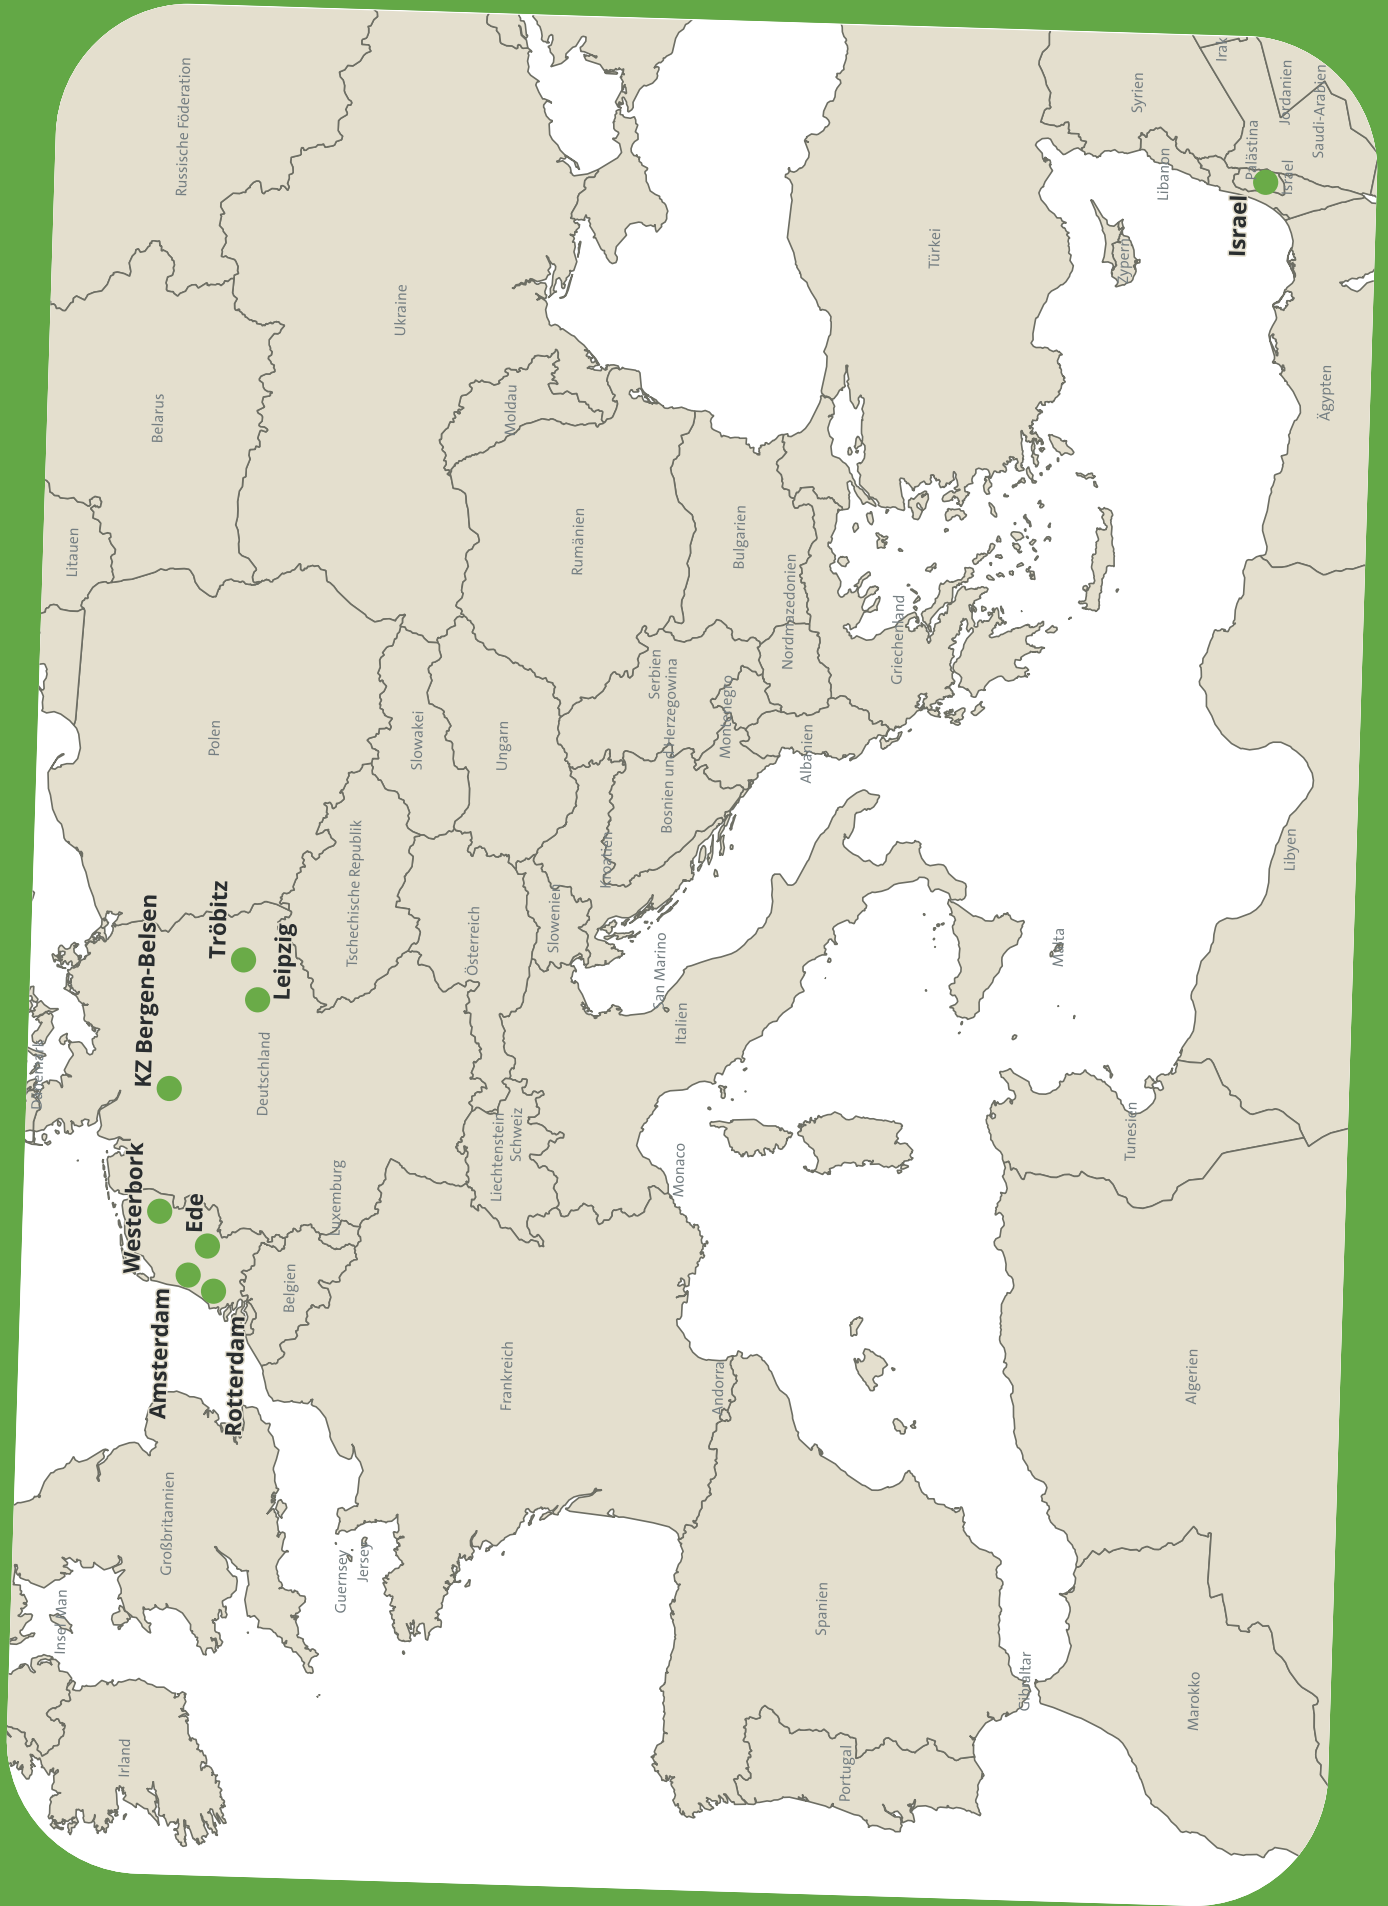 Insel Man
Dänemark
Litauen
Irland
Großbritannien
Westerbork
KZ Bergen-Belsen
Polen
Belarus
Russische Föderation
Amsterdam
Ede
Tröbitz
Rotterdam
Leipzig
Deutschland
Belgien
Luxemburg
Guernsey
Jersey
Tschechische Republik
Slowakei
Ukraine
Frankreich
Liechtenstein
Schweiz
Österreich
Ungarn
Moldau
Slowenien
Kroatien
Rumänien
San Marino
Italien
Bosnien und Herzegowina
Serbien
Monaco
Andorra
Montenegro
Bulgarien
Nordmazedonien
Albanien
Portugal
Spanien
Griechenland
Türkei
Gibraltar
Malta
Zypern
Syrien
Libanon
Tunesien
Marokko
Algerien
Irak
Israel
Palästina
Israel
Jordanien
Saudi-Arabien
Libyen
Ägypten